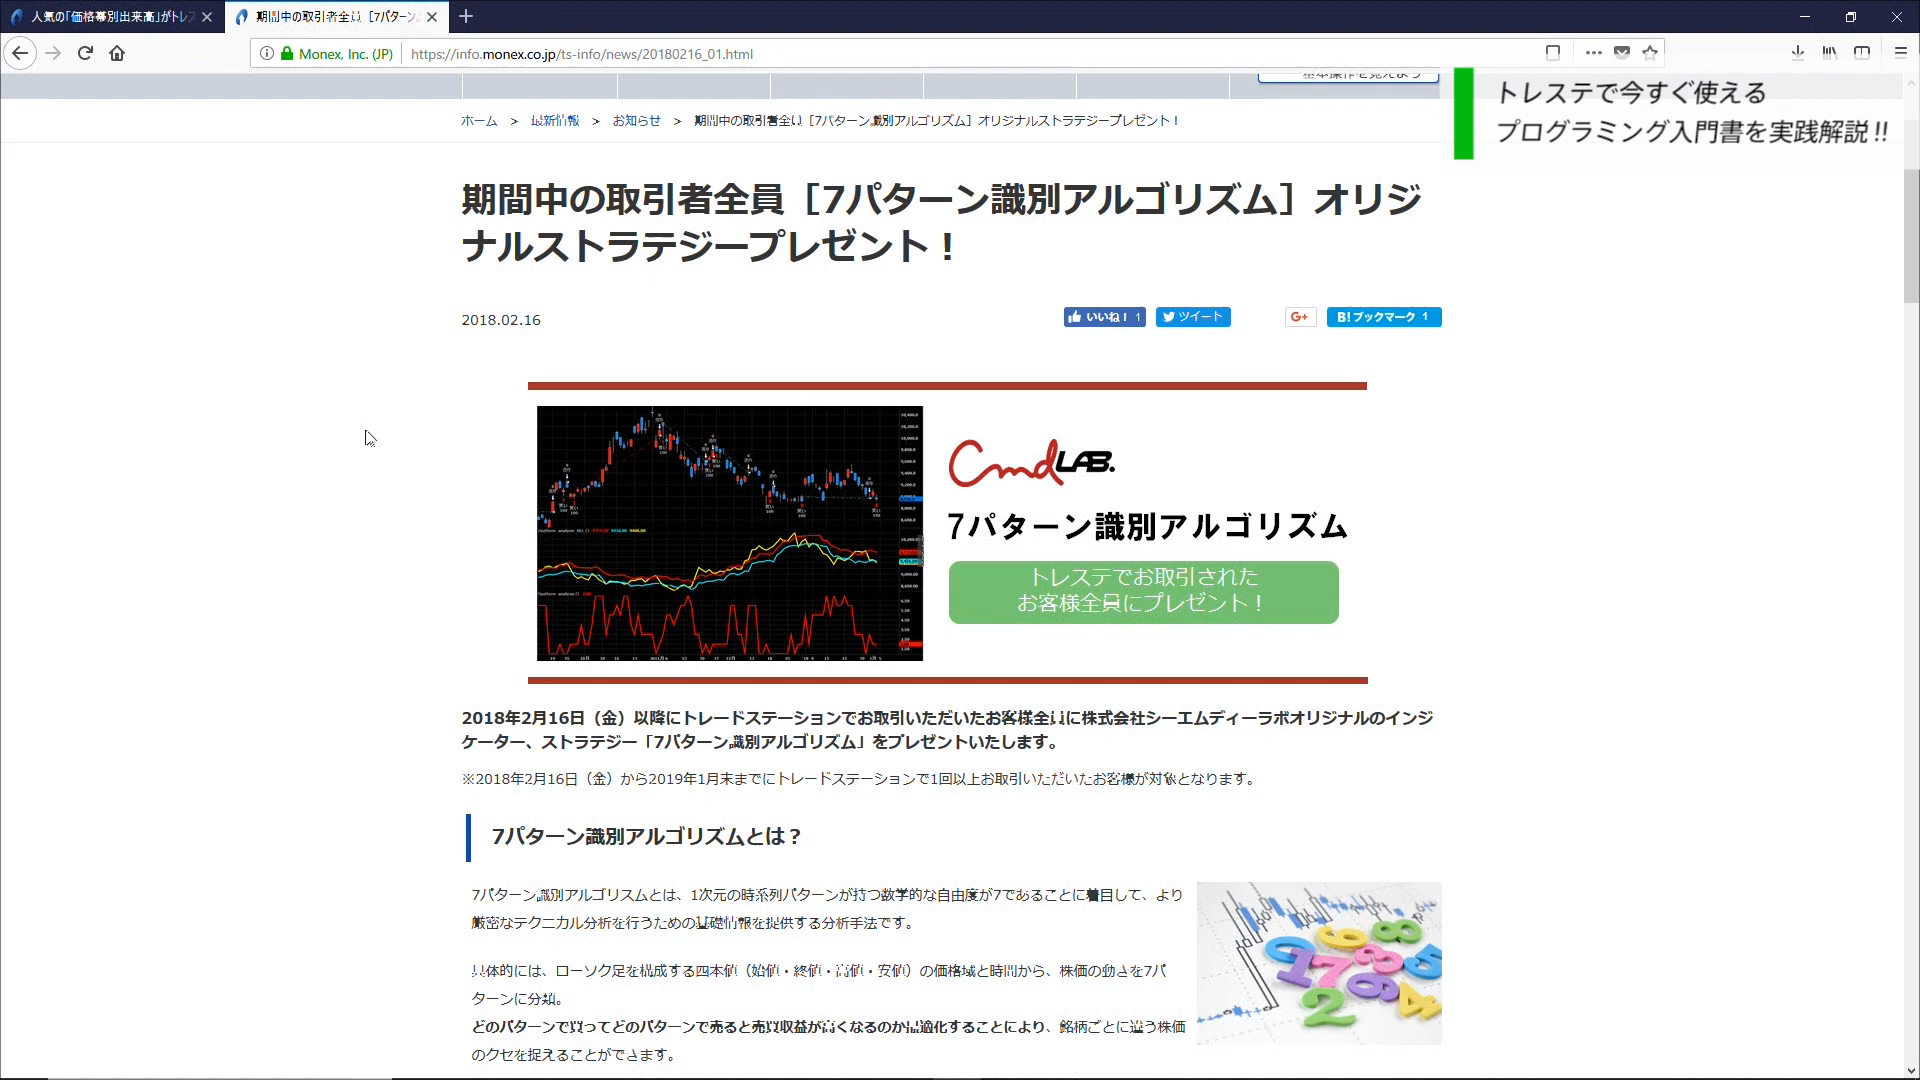 人気の「価格帯別出来高」がトレス
期間中の取引者全員［7パターン
Monex, Inc. (JP)
https://info.monex.co.jp/ts-info/news/20180216_01.html
基本操作を覚えよう
トレステで今すぐ使える
プログラミング入門書を実践解説!!
ホーム > 最新情報 > お知らせ > 期間中の取引者全員［7パターン識別アルゴリズム］オリジナルストラテジープレゼント！
期間中の取引者全員［7パターン識別アルゴリズム］オリジ
ナルストラテジープレゼント！
2018.02.16
いいね！ 1
ツイート
G+
B!ブックマーク 1
CmdLAB.
7パターン識別アルゴリズム
トレステでお取引された
お客様全員にプレゼント！
2018年2月16日（金）以降にトレードステーションでお取引いただいたお客様全員に株式会社シーエムディーラボオリジナルのインジ
ケーター、ストラテジー「7パターン識別アルゴリズム」をプレゼントいたします。
※2018年2月16日（金）から2019年1月末までにトレードステーションで1回以上お取引いただいたお客様が対象となります。
7パターン識別アルゴリズムとは？
7パターン識別アルゴリズムとは、1次元の時系列パターンが持つ数学的な自由度が7であることに着目して、より
厳密なテクニカル分析を行うための基礎情報を提供する分析手法です。
具体的には、ローソク足を構成する四本値（始値・終値・高値・安値）の価格域と時間から、株価の動きを7パ
ターンに分類。
どのパターンで買ってどのパターンで売ると売買収益が高くなるのか最適化することにより、銘柄ごとに違う株価
のクセを捉えることができます。